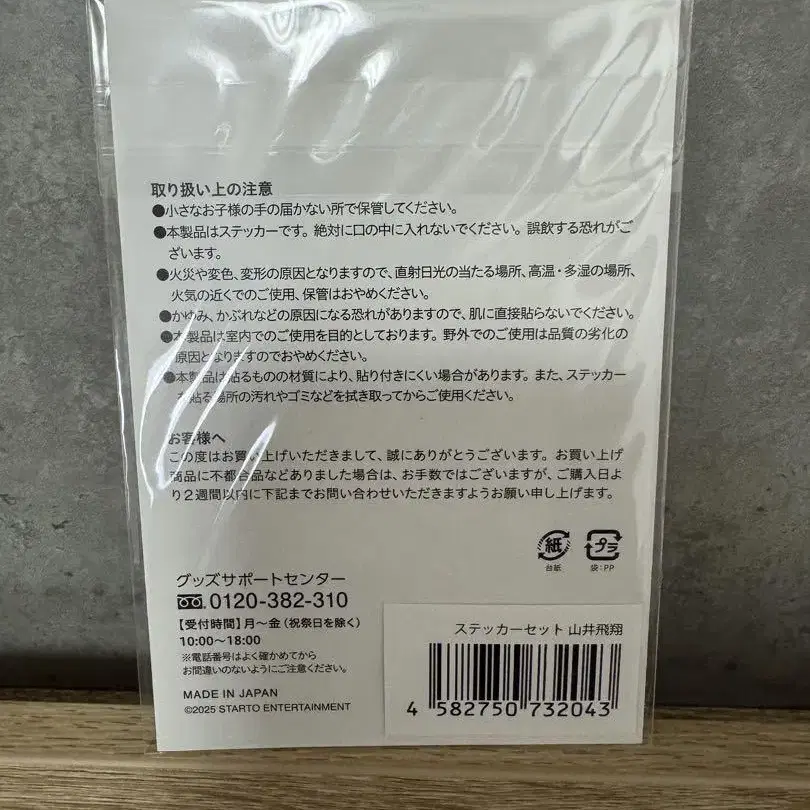 取り扱い上の注意
●小さなお子様の手の届かない所で保管してください。
●本製品はステッカーです。絶対に口の中に入れないでください。誤飲する恐れがご
ざいます。
●火災や変色、変形の原因となりますので、直射日光の当たる場所、高温・多湿の場所、
火気の近くでのご使用、保管はおやめください。
●かゆみ、かぶれなどの原因になる恐れがありますので、肌に直接貼らないでください。
●本製品は室内でのご使用を目的としております。野外でのご使用は品質の劣化の
原因となりますのでおやめください。
●本製品は貼るものの材質により、貼り付きにくい場合があります。また、ステッカー
を貼る場所の汚れやゴミなどを拭き取ってからご使用ください。
お客様へ
この度はお買い上げいただきまして、誠にありがとうございます。お買い上げ
商品に不都合品などありました場合は、お手数ではございますが、ご購入日よ
り2週間以内に下記までお問い合わせいただきますようお願い申し上げます。
紙
プラ
台紙
袋:PP
グッズサポートセンター
0120-382-310
【受付時間】月〜金（祝祭日を除く）
10:00〜18:00
※電話番号はよく確かめてから
お間違いのないようにご注意ください。
MADE IN JAPAN
©2025 STARTO ENTERTAINMENT
ステッカーセット 山井飛翔
4 582750 732043